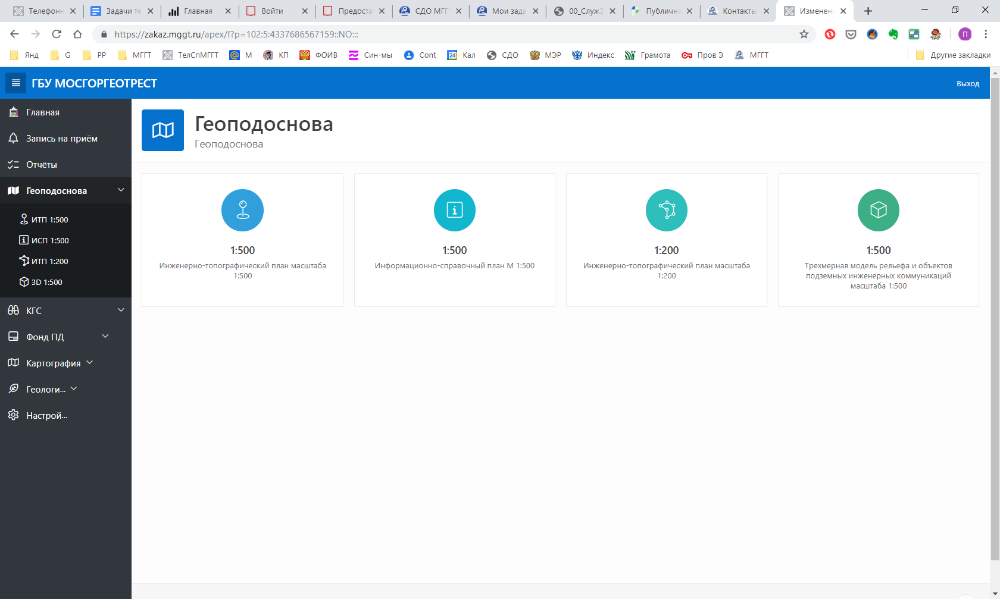 Телефонн
Задачи те
Главная -
Войти
Предоста
СДО МГГТ
Мои зада
00_СлужЗ
Публична
Контакты
Изменени
https://zakaz.mggt.ru/apex/f?p=102:5:4337686567159::NO:::
П
Янд
G
РР
МГГТ
ТелСпМГГТ
М
КП
ФОИВ
Син-мы
Cont
24
Кал
СДО
МЭР
Индекс
Грамота
Пров Э
МГГТ
Другие закладки
ГБУ МОСГОРГЕОТРЕСТ
Выход
Главная
Запись на приём
Отчёты
Геоподоснова
ИТП 1:500
ИСП 1:500
ИТП 1:200
3D 1:500
КГС
Фонд ПД
Картография
Геологи...
Настрой...
Геоподоснова
Геоподоснова
1:500
Инженерно-топографический план масштаба
1:500
1:500
Информационно-справочный план М 1:500
1:200
Инженерно-топографический план масштаба
1:200
1:500
Трехмерная модель рельефа и объектов
подземных инженерных коммуникаций
масштаба 1:500